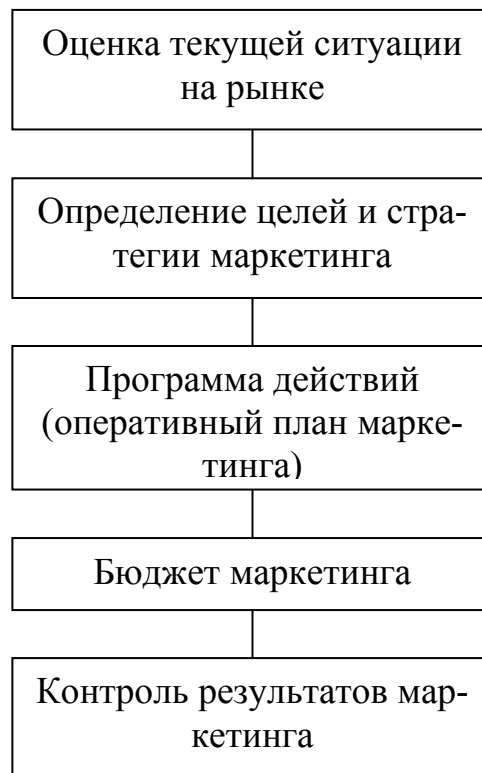 Оценка текущей ситуации
на рынке
Определение целей и стра-
тегии маркетинга
Программа действий
(оперативный план марке-
тинга)
Бюджет маркетинга
Контроль результатов мар-
кетинга